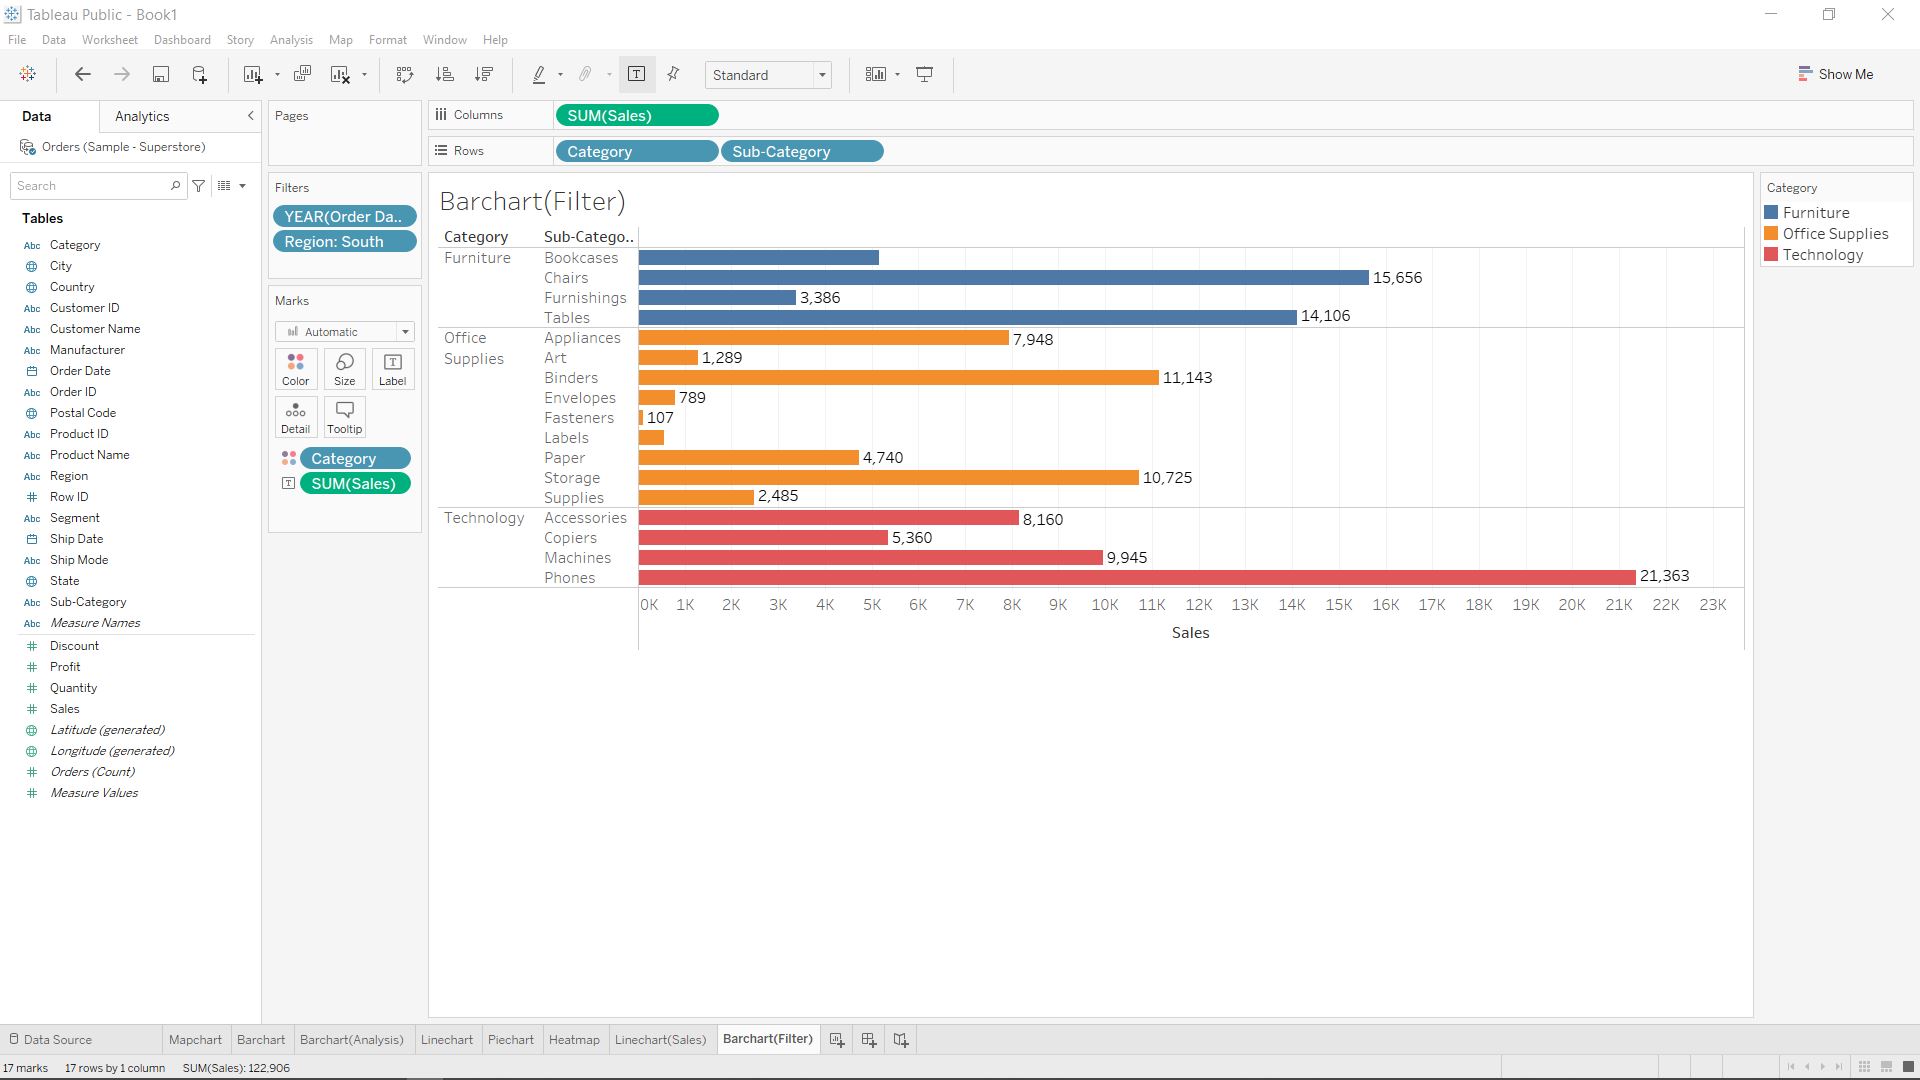 Tableau Public - Book1
File Data Worksheet Dashboard Story Analysis Map Format Window Help
Standard
Show Me
Data Analytics
Orders (Sample - Superstore)
Search
Tables
Abc Category
City
Country
Abc Customer ID
Abc Customer Name
Abc Manufacturer
Order Date
Abc Order ID
Postal Code
Abc Product ID
Abc Product Name
Abc Region
# Row ID
Abc Segment
Ship Date
Abc Ship Mode
State
Abc Sub-Category
Abc Measure Names
# Discount
# Profit
# Quantity
# Sales
Latitude (generated)
Longitude (generated)
# Orders (Count)
# Measure Values
Pages
Filters
YEAR(Order Da..
Region: South
Marks
Automatic
Color Size Label
Detail Tooltip
Category
SUM(Sales)
Columns SUM(Sales)
Rows Category Sub-Category
Barchart(Filter)
Category Sub-Catego..
Furniture Bookcases
Chairs 15,656
Furnishings 3,386
Tables 14,106
Office Supplies Appliances 7,948
Art 1,289
Binders 11,143
Envelopes 789
Fasteners 107
Labels
Paper 4,740
Storage 10,725
Supplies 2,485
Technology Accessories 8,160
Copiers 5,360
Machines 9,945
Phones 21,363
0K 1K 2K 3K 4K 5K 6K 7K 8K 9K 10K 11K 12K 13K 14K 15K 16K 17K 18K 19K 20K 21K 22K 23K
Sales
Category
Furniture
Office Supplies
Technology
Data Source Mapchart Barchart Barchart(Analysis) Linechart Piechart Heatmap Linechart(Sales) Barchart(Filter)
17 marks 17 rows by 1 column SUM(Sales): 122,906